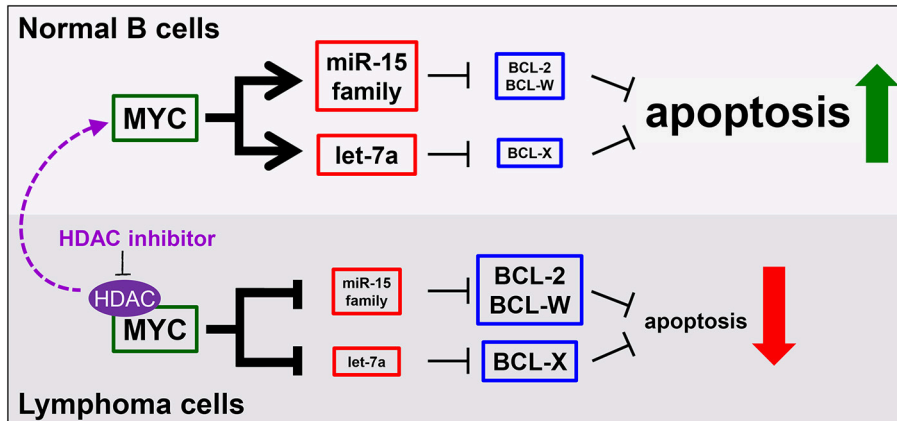 Normal B cells
MYC
miR-15
family
let-7a
BCL-2
BCL-W
BCL-X
apoptosis
HDAC inhibitor
HDAC
MYC
miR-15
family
let-7a
BCL-2
BCL-W
BCL-X
apoptosis
Lymphoma cells